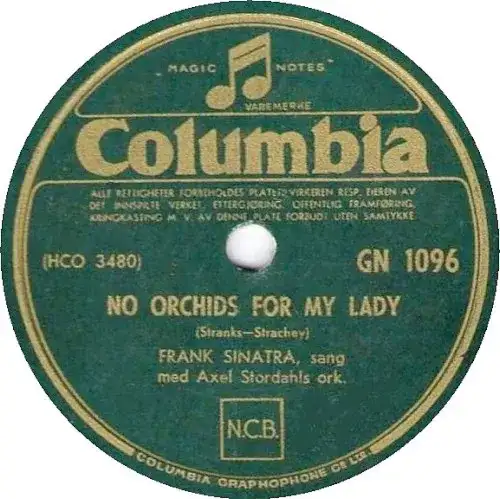 "MAGIC NOTES"
VAREMERKE
Columbia
ALLE RETTIGHETER FORBEHOLDES PLATETILVIRKEREN RESP. EIEREN AV
DET INNSPILTE VERKET. ETTERGJØRING, OFFENTLIG FRAMFØRING,
KRINGKASTING M. V. AV DENNE PLATE FORBUDT UTEN SAMTYKKE.
(HCO 3480) GN 1096
NO ORCHIDS FOR MY LADY
(Stranks—Strachey)
FRANK SINATRA, sang
med Axel Stordahls ork.
N.C.B.
COLUMBIA GRAPHOPHONE CO LTD.